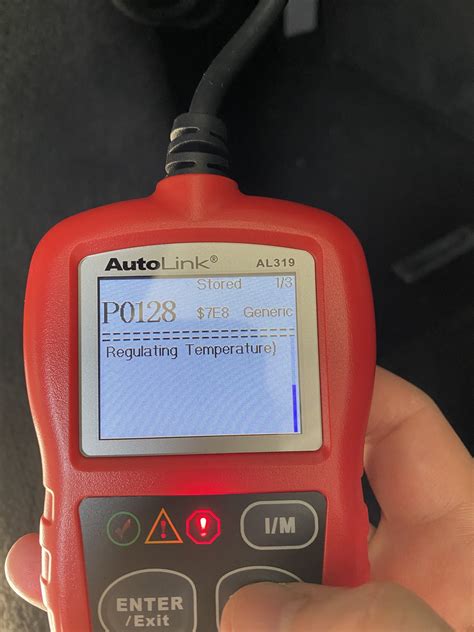 AutoLink® AL319
Stored 1/3
P0128 $7E8 Generic
Regulating Temperature)
I/M
ENTER
/Exit